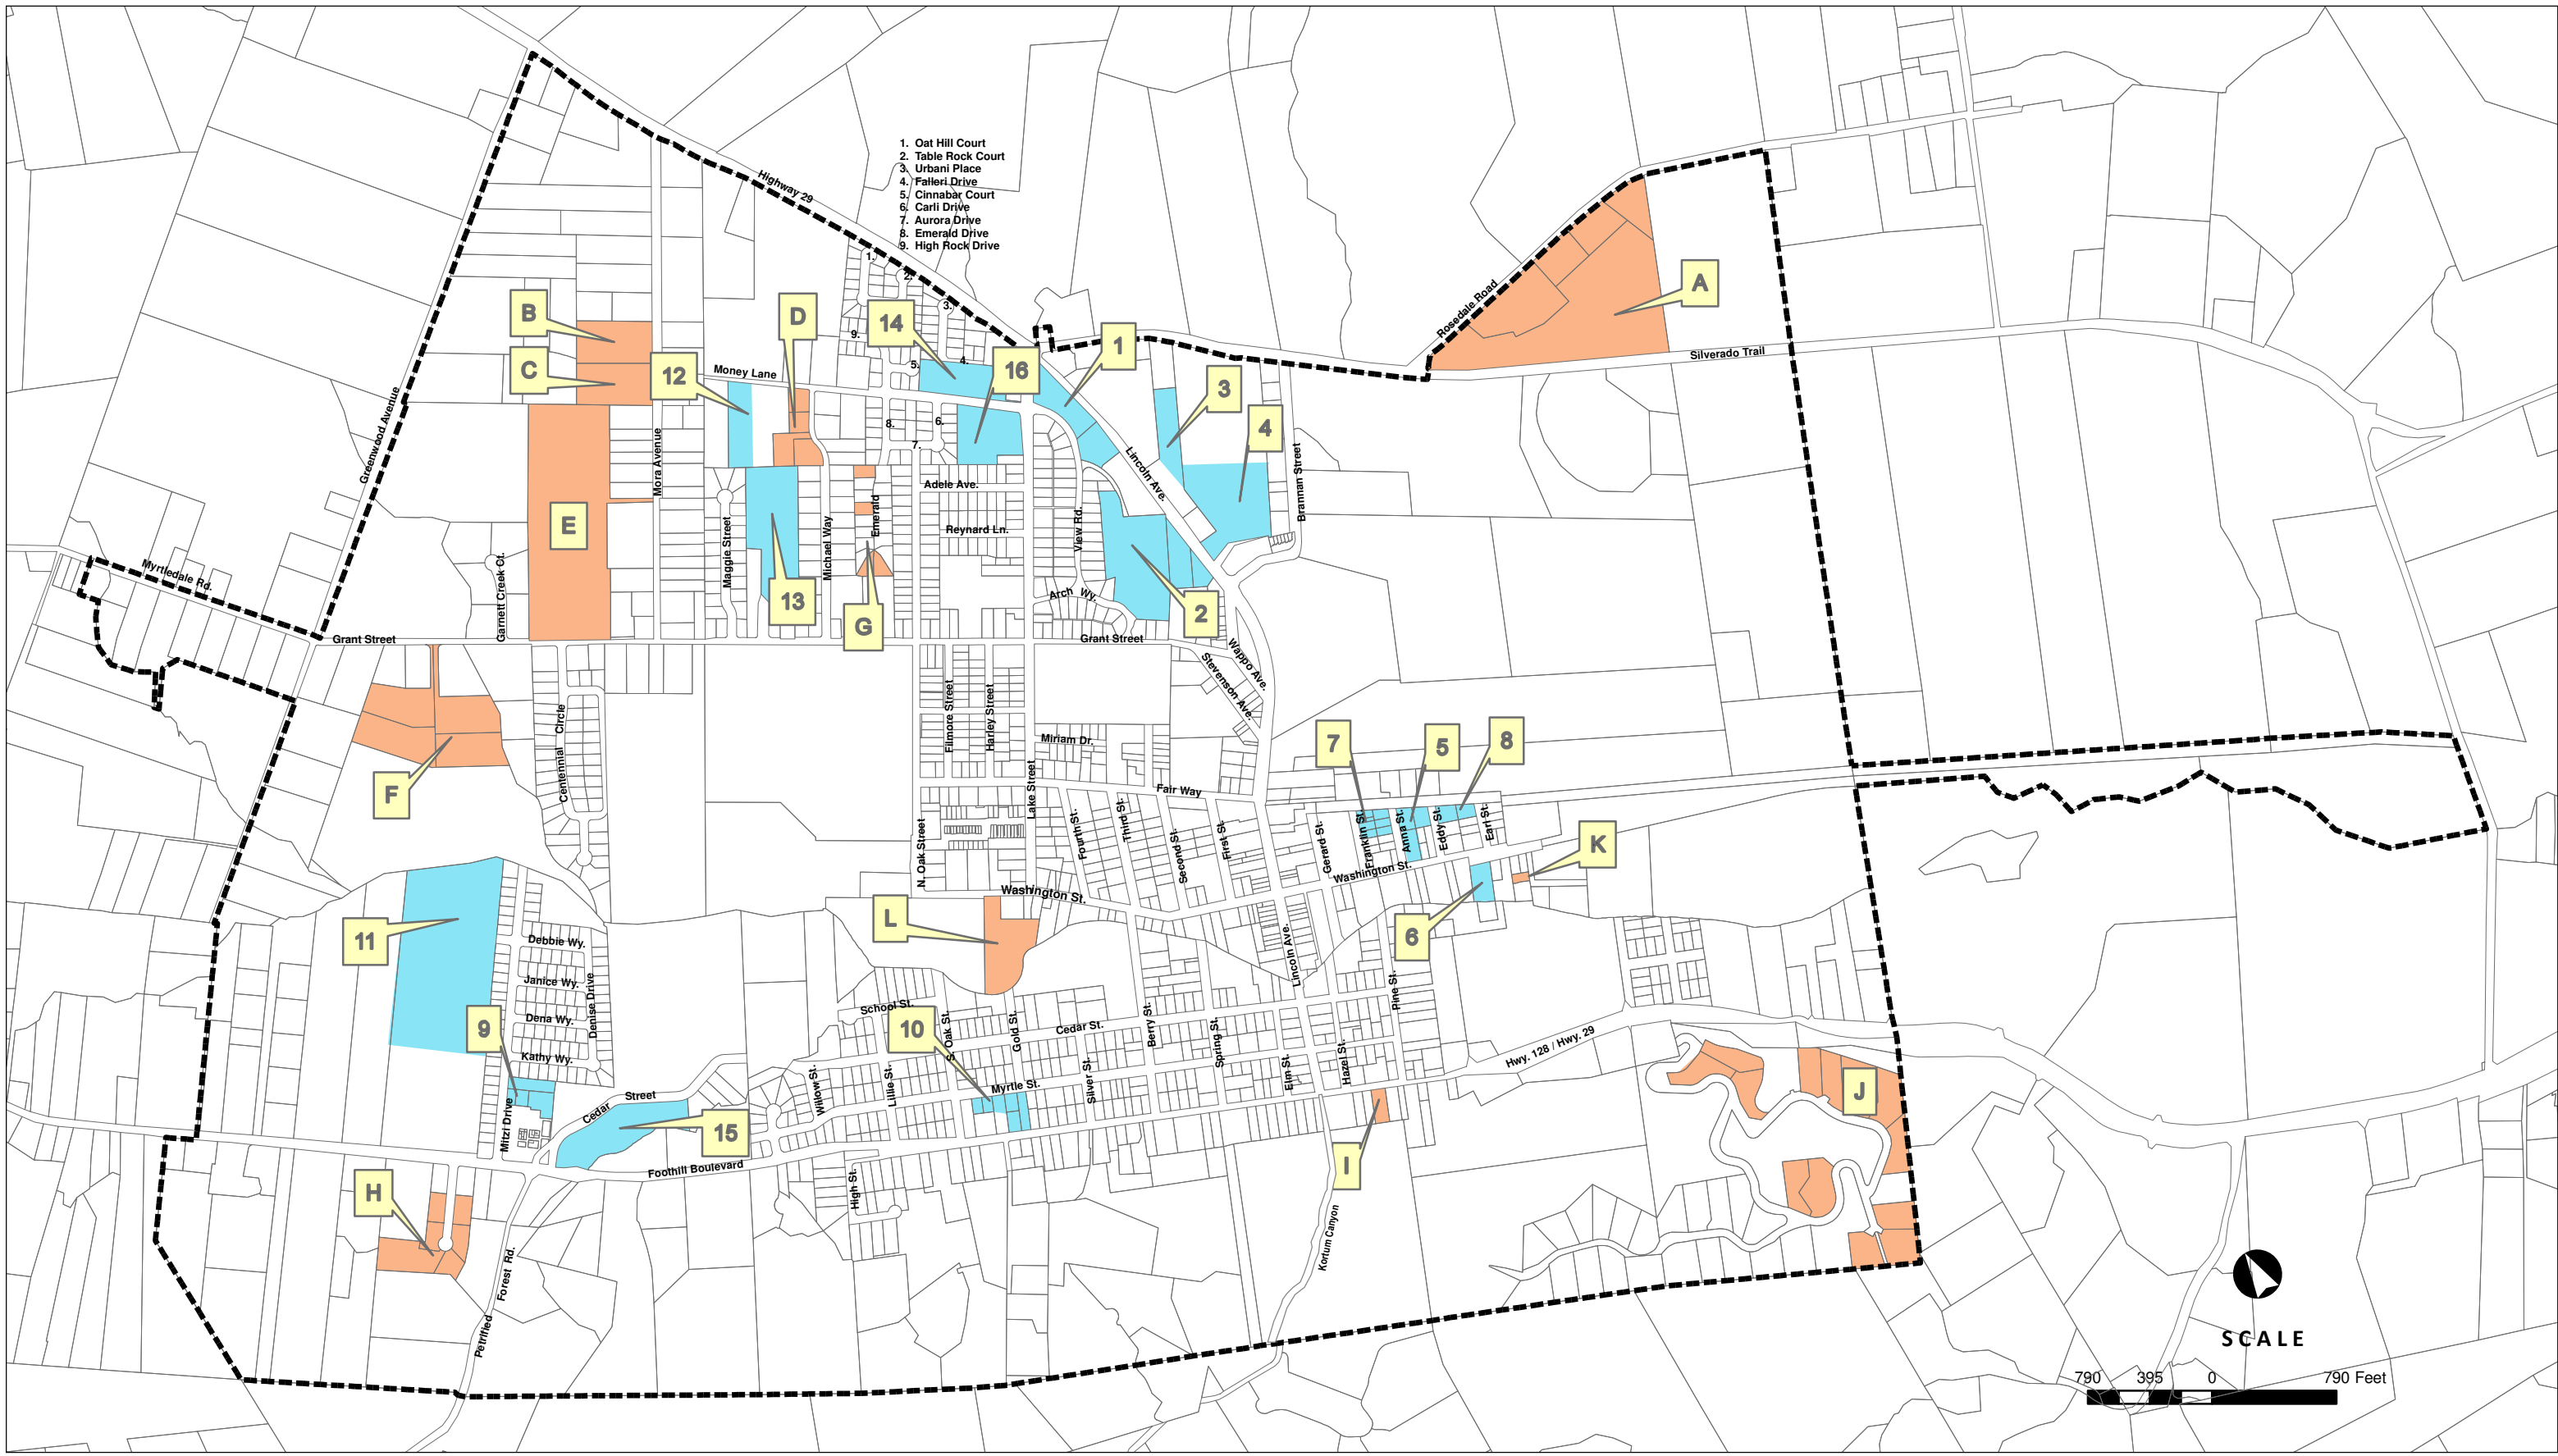 1. Oat Hill Court
2. Table Rock Court
3. Urbani Place
4. Falleri Drive
5. Cinnabar Court
6. Carli Drive
7. Aurora Drive
8. Emerald Drive
9. High Rock Drive
Highway 29
1.
2.
3.
4.
5.
6.
7.
8.
9.
A
B
C
D
E
F
G
H
I
J
K
L
1
2
3
4
5
6
7
8
9
10
11
12
13
14
15
16
Rosedale Road
Silverado Trail
Money Lane
Greenwood Avenue
Mora Avenue
Lincoln Ave.
Brannan Street
Adele Ave.
Emerald
Reynard Ln.
View Rd.
Maggie Street
Michael Way
Garnett Creek Ct.
Myrtledale Rd.
Arch Wy.
Grant Street
Grant Street
Wappo Ave.
Stevenson Ave.
Centennial Circle
Filmore Street
Harley Street
Miriam Dr.
Lake Street
Fair Way
N. Oak Street
Fourth St.
Third St.
Second St.
First St.
Gerard St.
Franklin St.
Anna St.
Eddy St.
Earl St.
Washington St.
Washington St.
Lincoln Ave.
Pine St.
Debbie Wy.
Janice Wy.
Dena Wy.
Kathy Wy.
Denise Drive
School St.
S. Oak St.
Gold St.
Cedar St.
Berry St.
Spring St.
Elm St.
Hazel St.
Hwy. 128 / Hwy. 29
Myrtle St.
Silver St.
Willow St.
Lillie St.
Cedar Street
Mitzi Drive
Foothill Boulevard
High St.
Petrified Forest Rd.
Kortum Canyon
SCALE
790 395 0 790 Feet